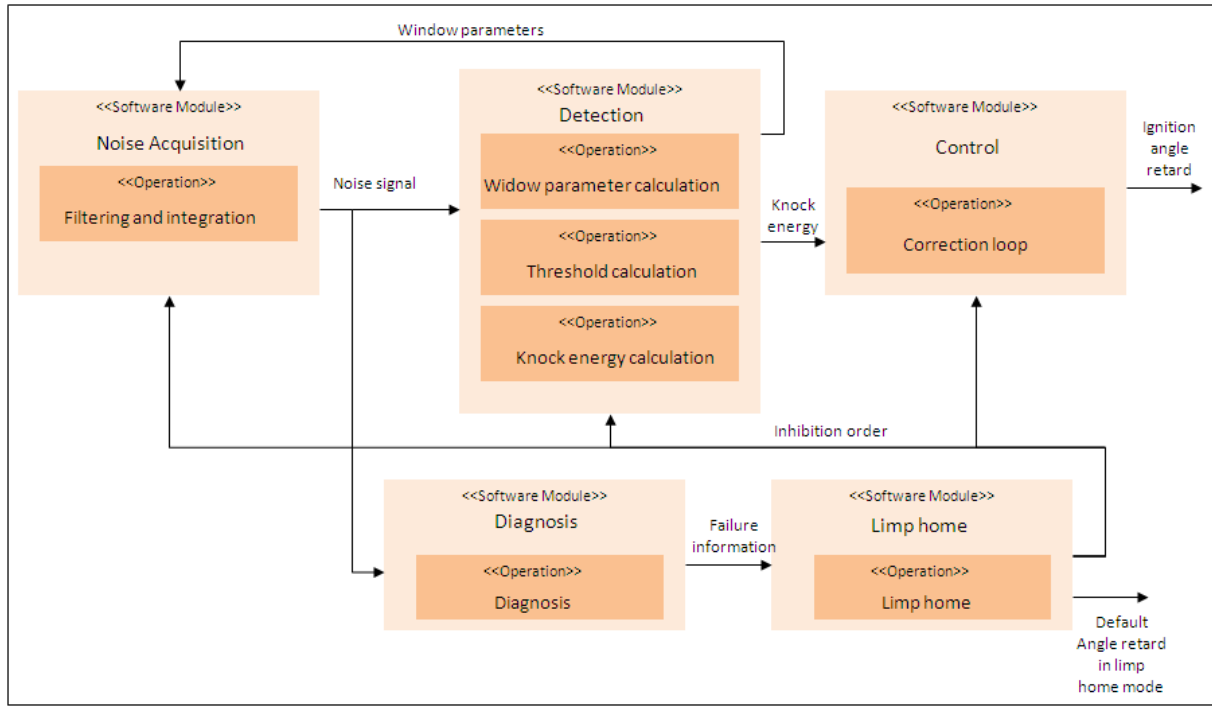 Window parameters
<<Software Module>>
Noise Acquisition
<<Operation>>
Filtering and integration
Noise signal
<<Software Module>>
Detection
<<Operation>>
Widow parameter calculation
<<Operation>>
Threshold calculation
<<Operation>>
Knock energy calculation
Knock
energy
<<Software Module>>
Control
<<Operation>>
Correction loop
Ignition
angle
retard
Inhibition order
<<Software Module>>
Diagnosis
<<Operation>>
Diagnosis
Failure
information
<<Software Module>>
Limp home
<<Operation>>
Limp home
Default
Angle retard
in limp
home mode